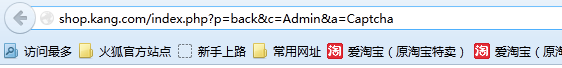 shop.kang.com/index.php?p=back&c=Admin&a=Captcha
访问最多 火狐官方站点 新手上路 常用网址 淘 爱淘宝（原淘宝特卖） 淘 爱淘宝（原淘